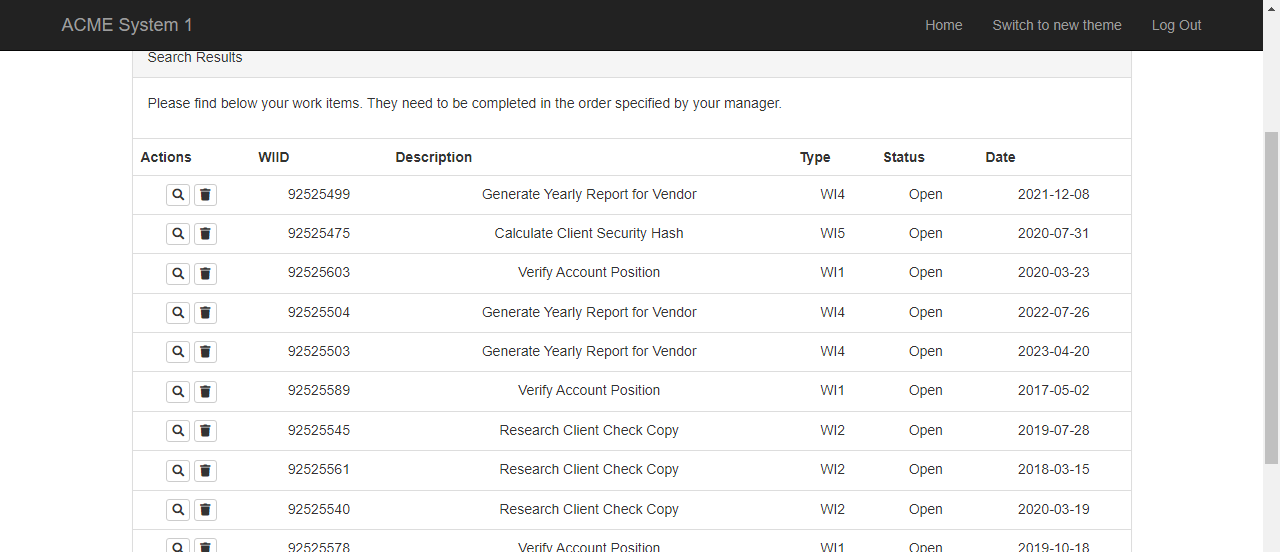 ACME System 1 Home Switch to new theme Log Out
Search Results
Please find below your work items. They need to be completed in the order specified by your manager.
Actions WIID Description Type Status Date
92525499 Generate Yearly Report for Vendor WI4 Open 2021-12-08
92525475 Calculate Client Security Hash WI5 Open 2020-07-31
92525603 Verify Account Position WI1 Open 2020-03-23
92525504 Generate Yearly Report for Vendor WI4 Open 2022-07-26
92525503 Generate Yearly Report for Vendor WI4 Open 2023-04-20
92525589 Verify Account Position WI1 Open 2017-05-02
92525545 Research Client Check Copy WI2 Open 2019-07-28
92525561 Research Client Check Copy WI2 Open 2018-03-15
92525540 Research Client Check Copy WI2 Open 2020-03-19
92525578 Verify Account Position WI1 Open 2019-10-18